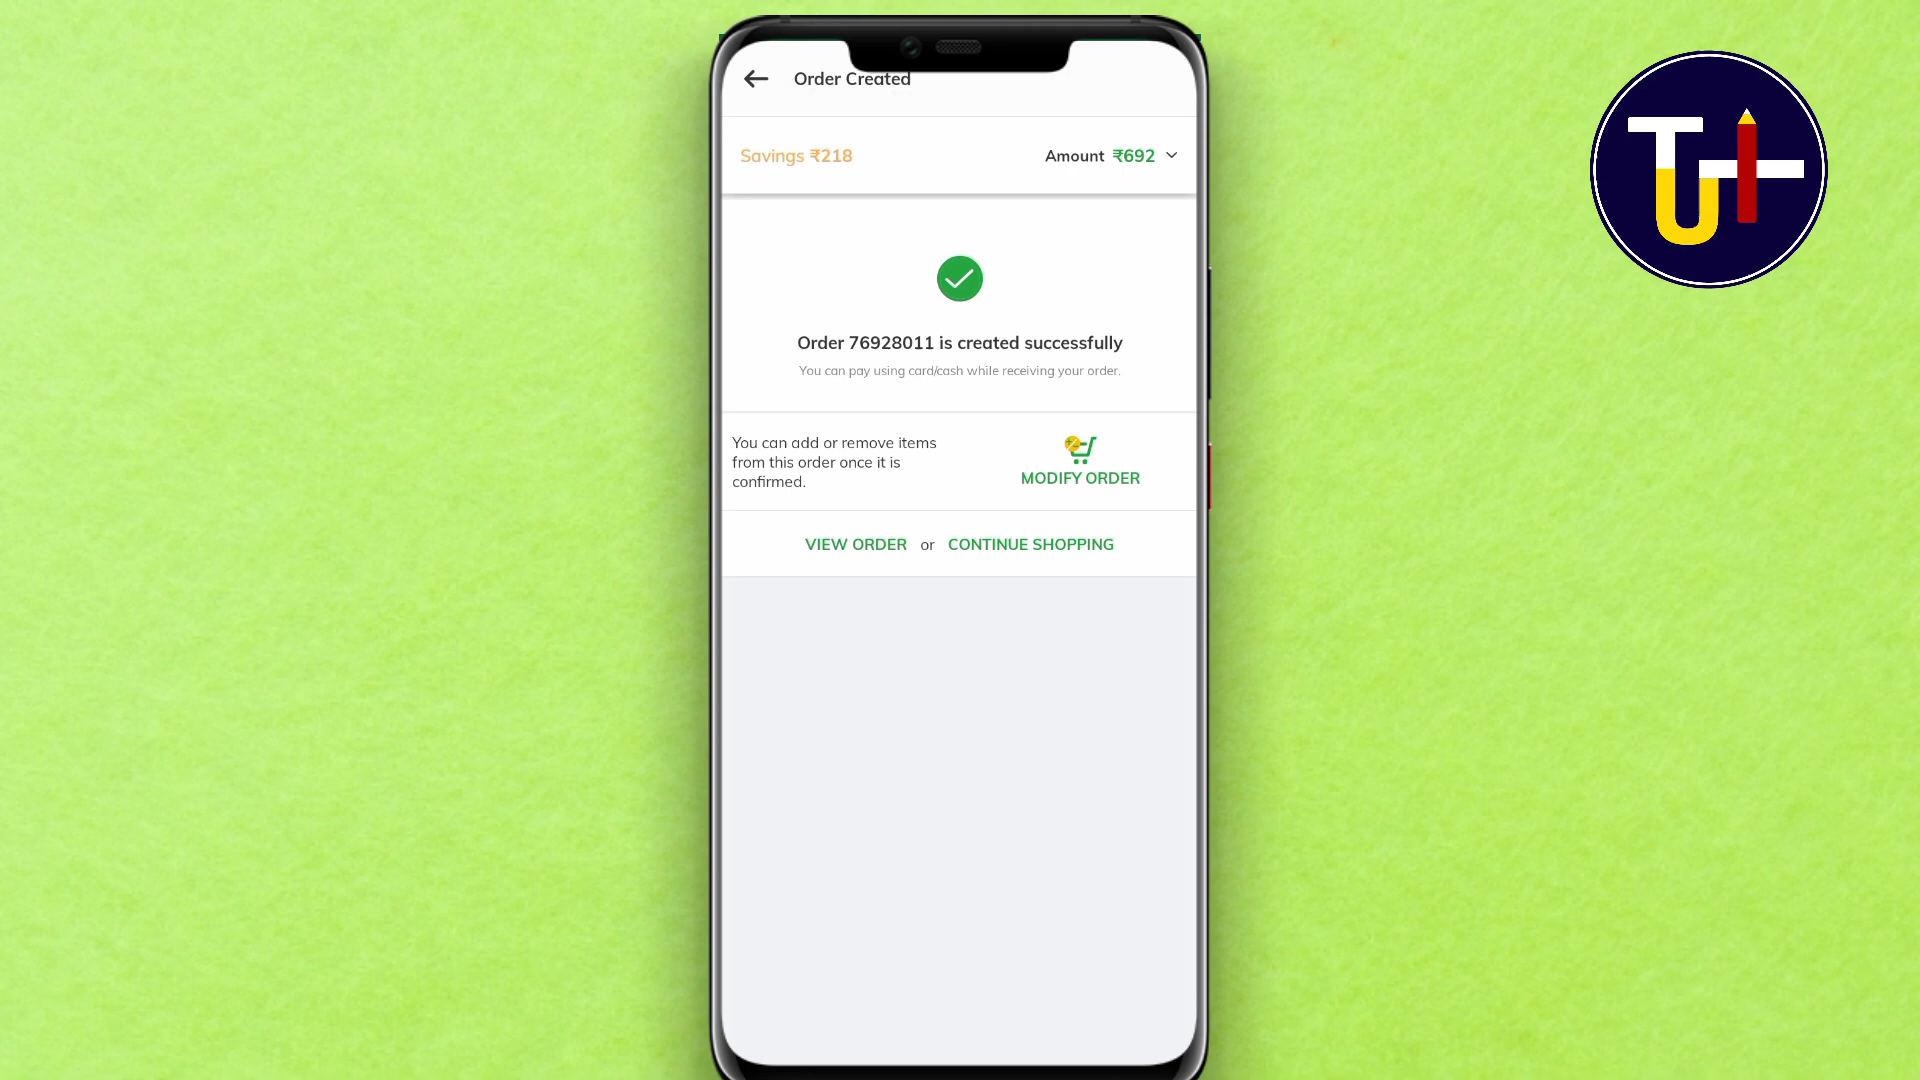 Order Created
Savings ₹218
Amount ₹692
Order 76928011 is created successfully
You can pay using card/cash while receiving your order.
You can add or remove items
from this order once it is
confirmed.
MODIFY ORDER
VIEW ORDER or CONTINUE SHOPPING
TUT